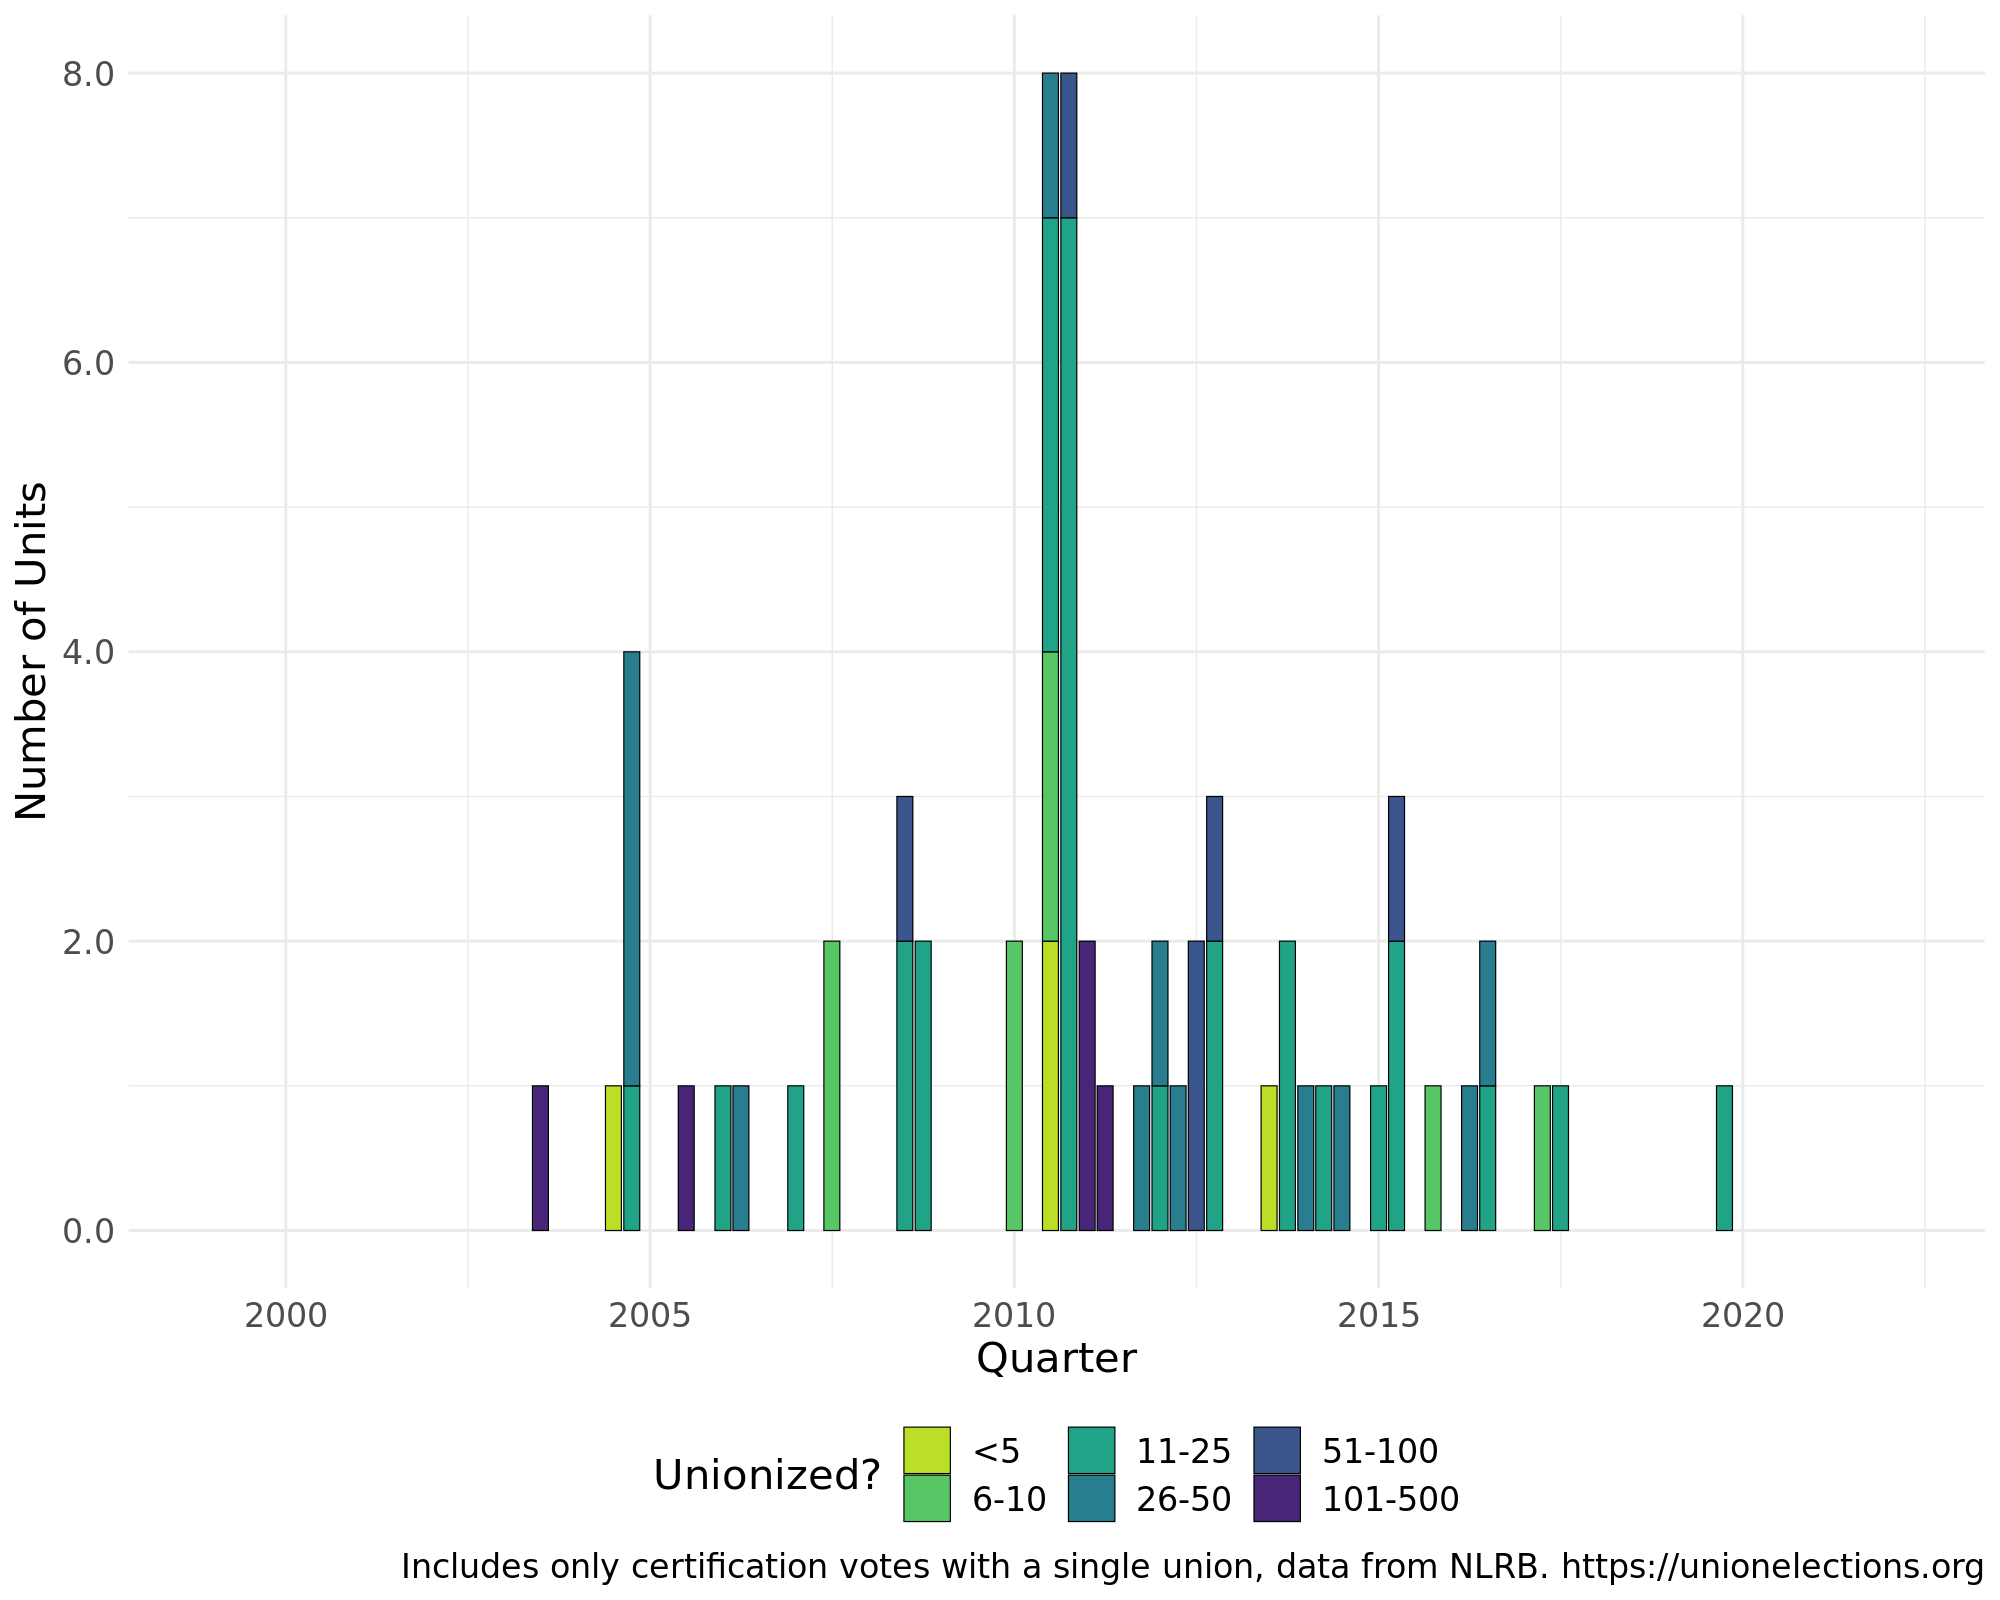 8.0
6.0
4.0
2.0
0.0
Number of Units
2000 2005 2010 2015 2020
Quarter
Unionized?
<5 11-25 51-100
6-10 26-50 101-500
Includes only certification votes with a single union, data from NLRB. https://unionelections.org